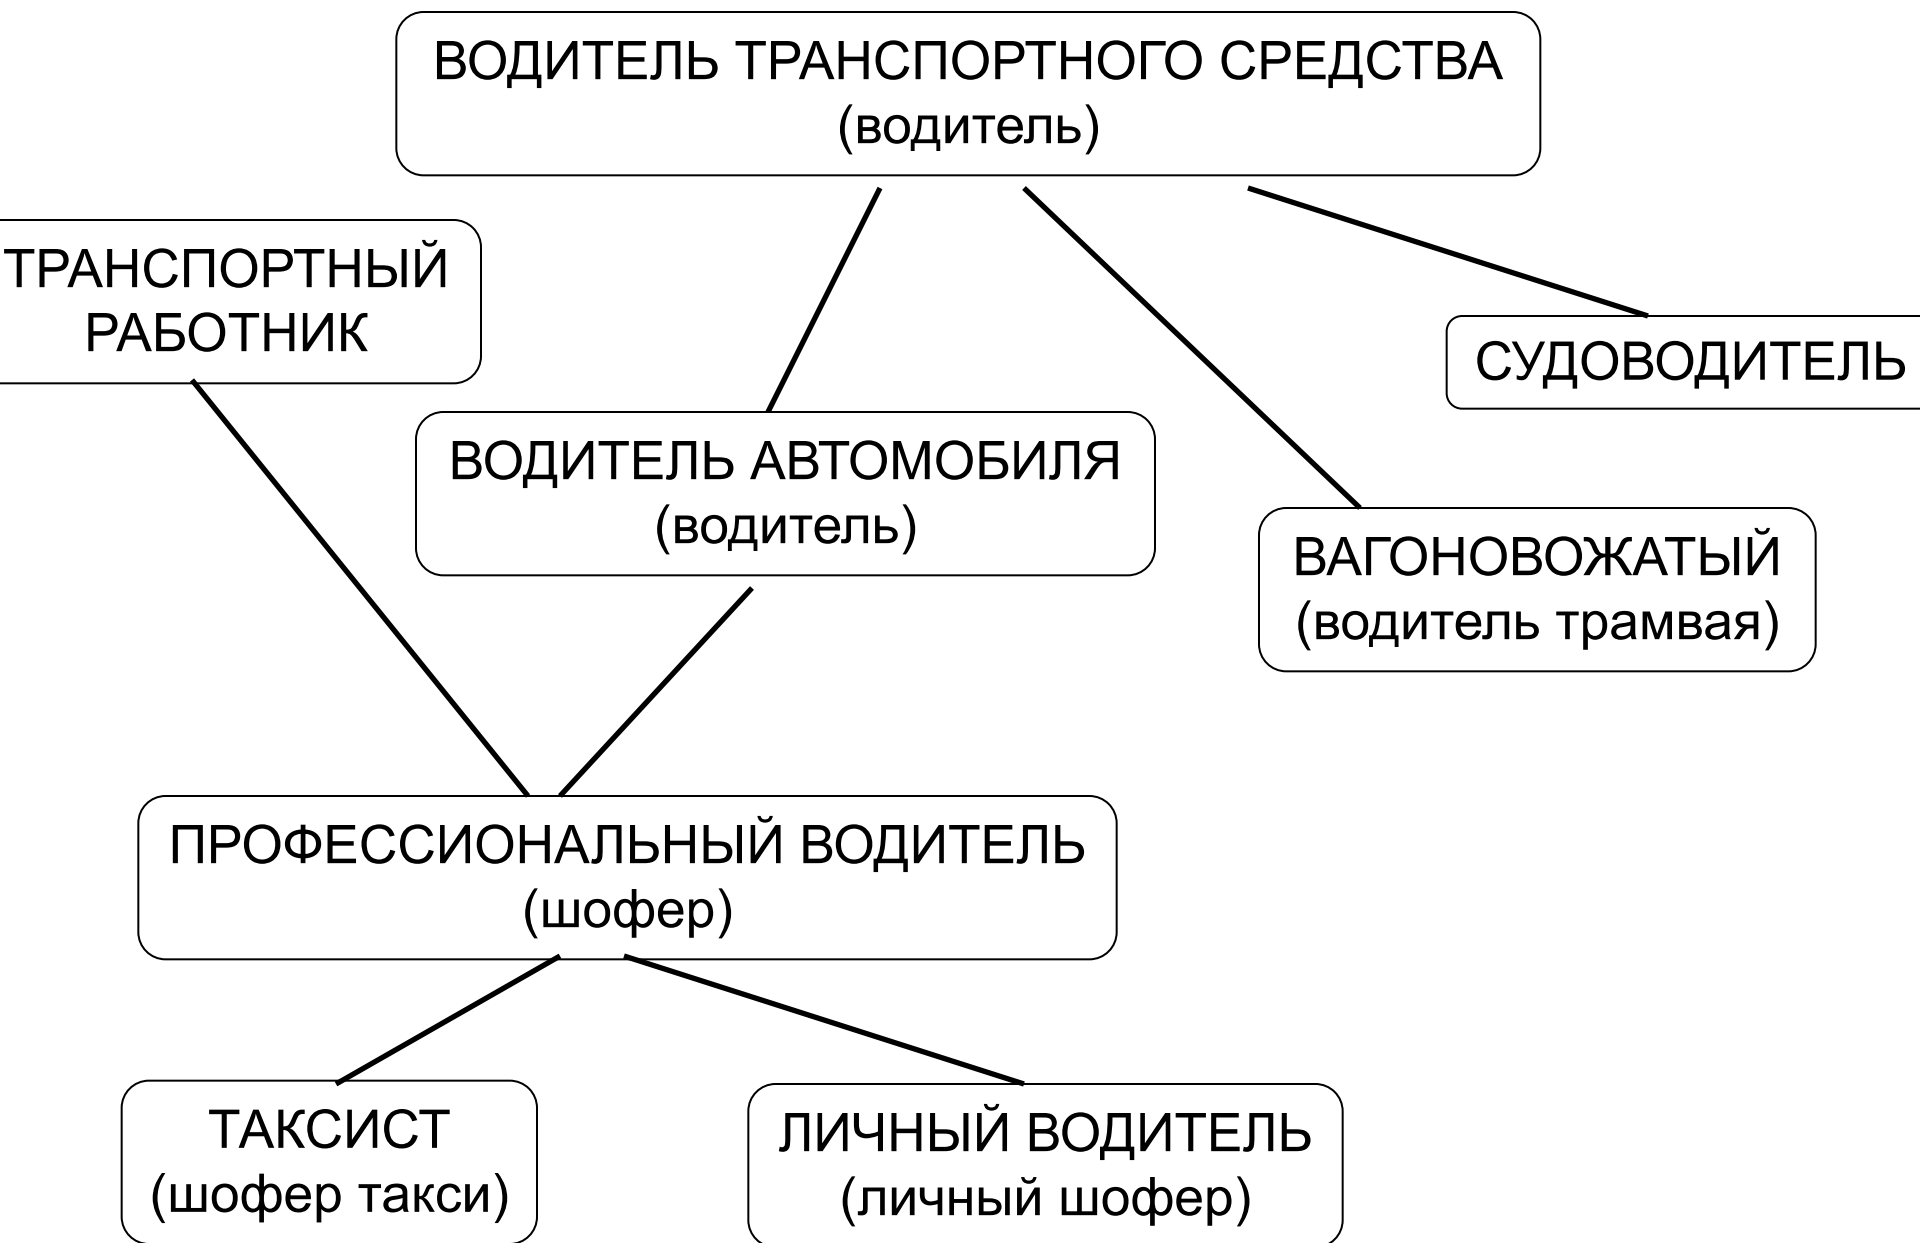 ВОДИТЕЛЬ ТРАНСПОРТНОГО СРЕДСТВА
(водитель)
ТРАНСПОРТНЫЙ
РАБОТНИК
СУДОВОДИТЕЛЬ
ВОДИТЕЛЬ АВТОМОБИЛЯ
(водитель)
ВАГОНОВОЖАТЫЙ
(водитель трамвая)
ПРОФЕССИОНАЛЬНЫЙ ВОДИТЕЛЬ
(шофер)
ТАКСИСТ
(шофер такси)
ЛИЧНЫЙ ВОДИТЕЛЬ
(личный шофер)